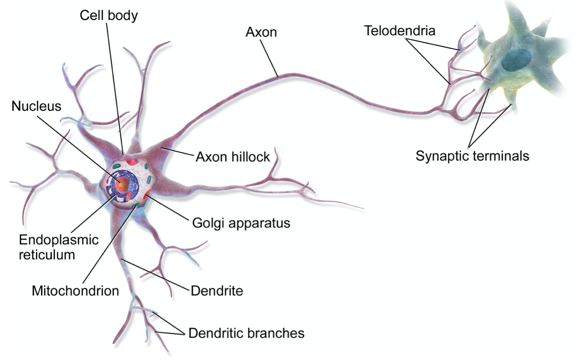 Cell body
Axon
Telodendria
Nucleus
Axon hillock
Synaptic terminals
Golgi apparatus
Endoplasmic
reticulum
Mitochondrion
Dendrite
Dendritic branches